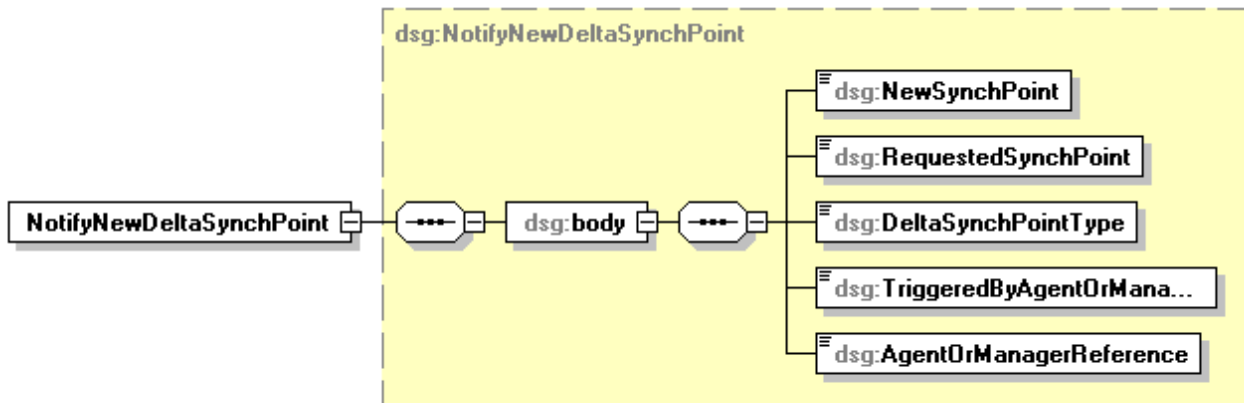 dsg:NotifyNewDeltaSynchPoint
dsg:NewSynchPoint
dsg:RequestedSynchPoint
NotifyNewDeltaSynchPoint
dsg:body
dsg:DeltaSynchPointType
dsg:TriggeredByAgentOrMana...
dsg:AgentOrManagerReference